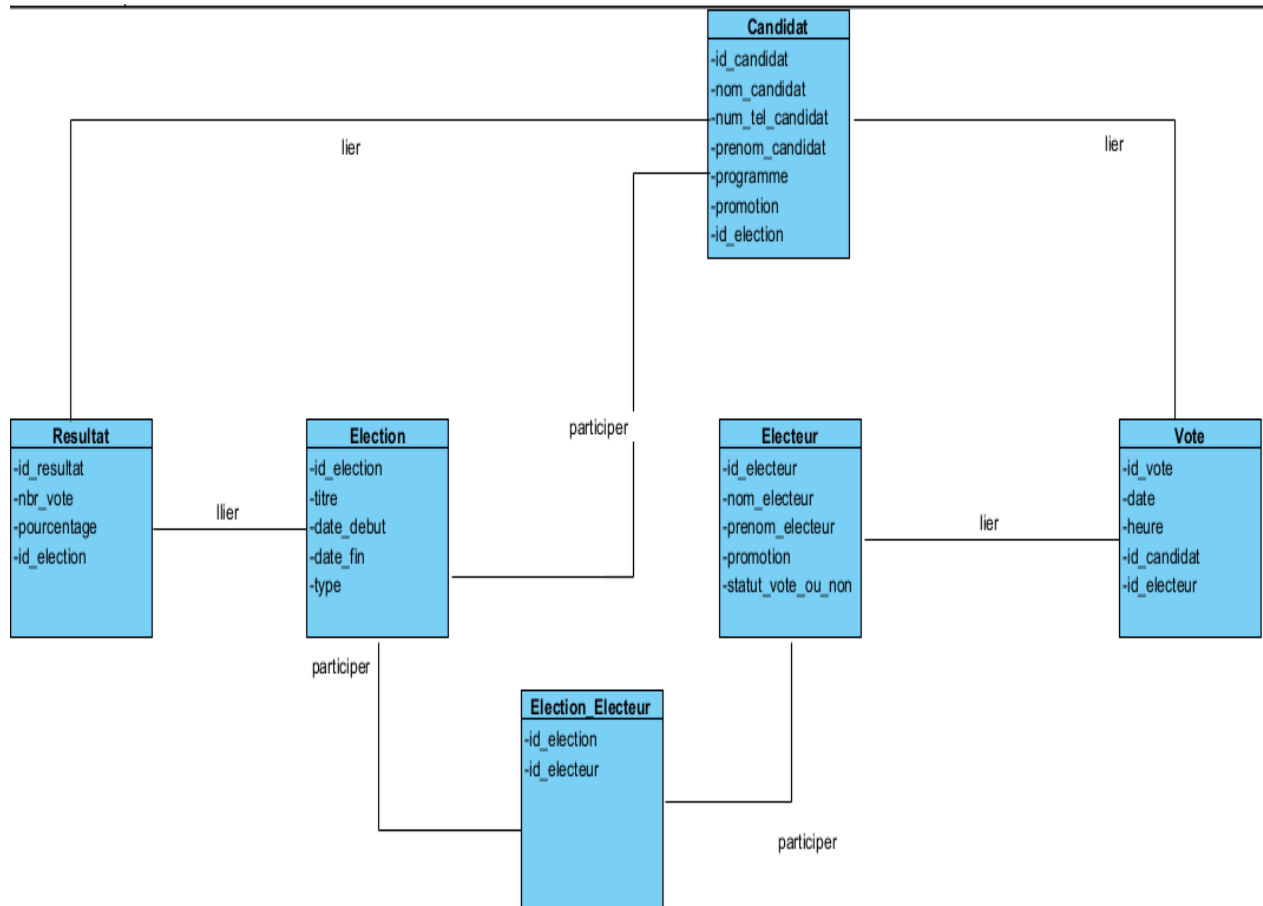 Candidat
-id_candidat
-nom_candidat
-num_tel_candidat
-prenom_candidat
-programme
-promotion
-id_election
lier
lier
participer
Resultat
-id_resultat
-nbr_vote
-pourcentage
-id_election
llier
Election
-id_election
-titre
-date_debut
-date_fin
-type
Electeur
-id_electeur
-nom_electeur
-prenom_electeur
-promotion
-statut_vote_ou_non
lier
Vote
-id_vote
-date
-heure
-id_candidat
-id_electeur
participer
Election_Electeur
-id_election
-id_electeur
participer